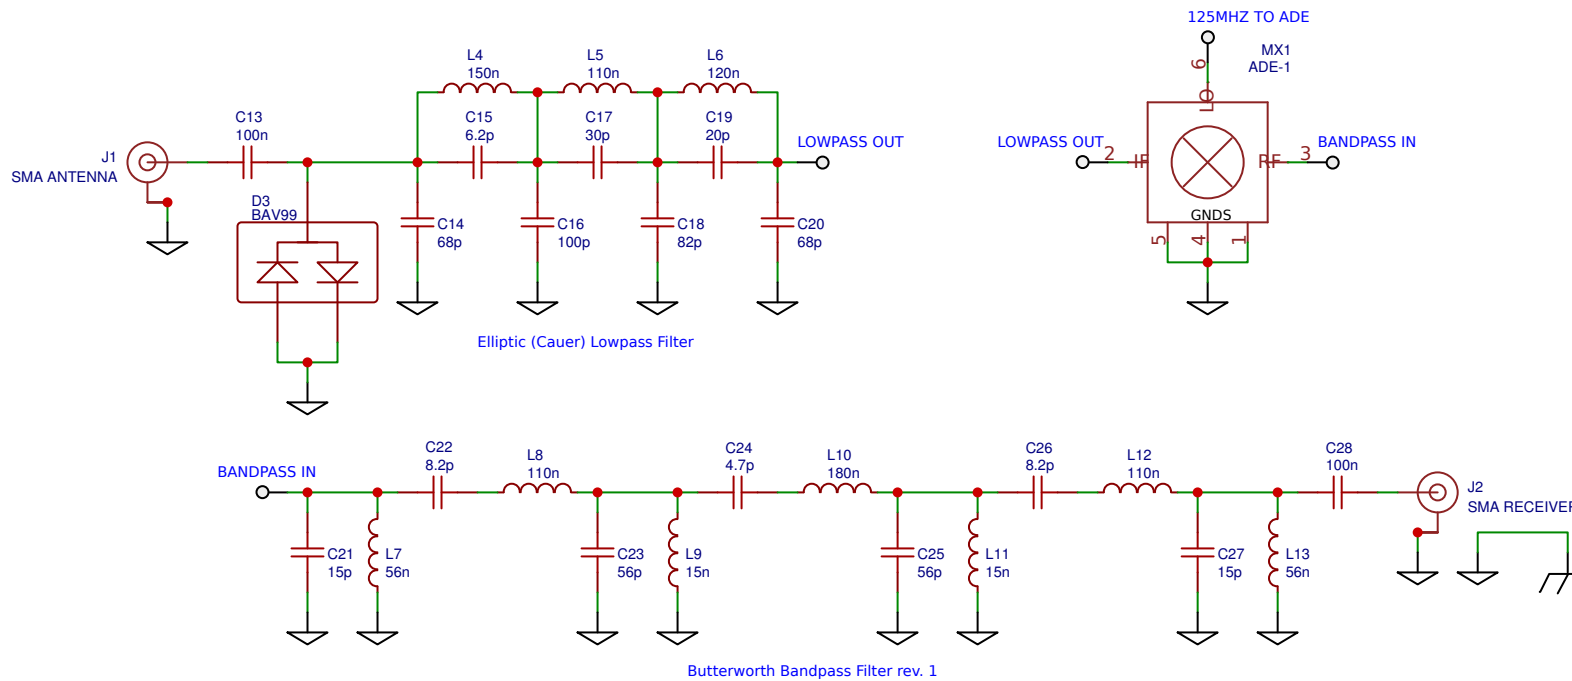 125MHZ TO ADE
MX1
ADE-1
6
LO
L4
150n
L5
110n
L6
120n
C13
100n
C15
6.2p
C17
30p
C19
20p
LOWPASS OUT
LOWPASS OUT
2
IF
RF
3
BANDPASS IN
J1
SMA ANTENNA
D3
BAV99
C14
68p
C16
100p
C18
82p
C20
68p
GNDS
5
4
1
Elliptic (Cauer) Lowpass Filter
BANDPASS IN
C22
8.2p
L8
110n
C24
4.7p
L10
180n
C26
8.2p
L12
110n
C28
100n
J2
SMA RECEIVER
C21
15p
L7
56n
C23
56p
L9
15n
C25
56p
L11
15n
C27
15p
L13
56n
Butterworth Bandpass Filter rev. 1